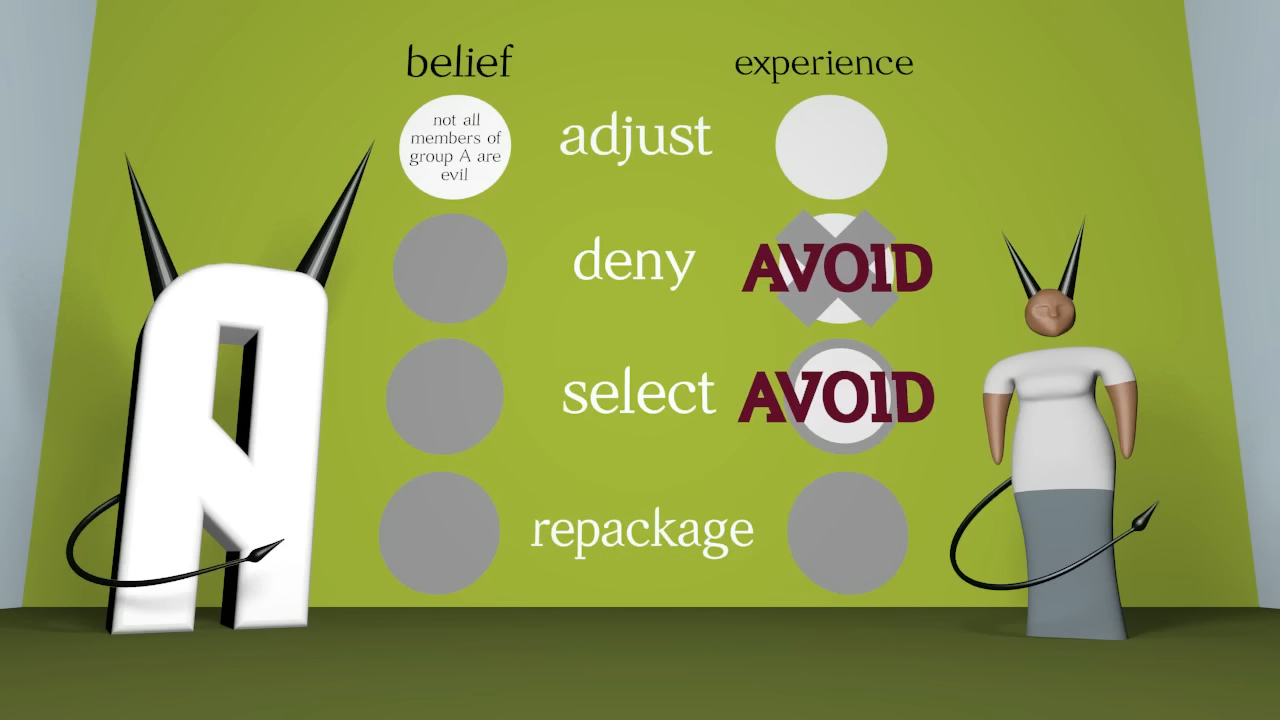 belief
experience
not all
members of
group A are
evil
adjust
deny
AVOID
select
AVOID
repackage
A